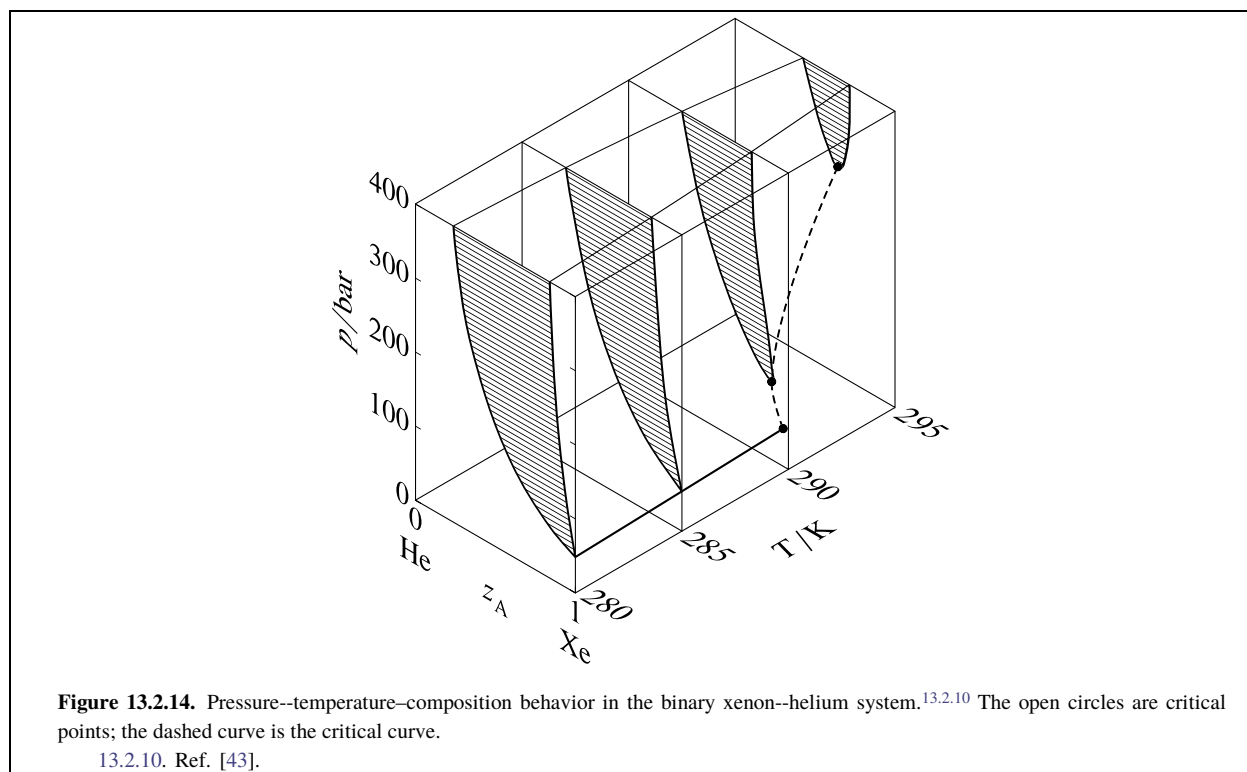 400
300
200
100
0
p/bar
0
He
z A
1
Xe
280
285
290
295
T/K
Figure 13.2.14. Pressure--temperature–composition behavior in the binary xenon--helium system.13.2.10 The open circles are critical
points; the dashed curve is the critical curve.
13.2.10. Ref. [43].